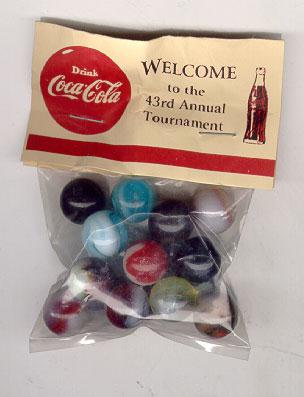 Drink
Coca-Cola
WELCOME
to the
43rd Annual
Tournament